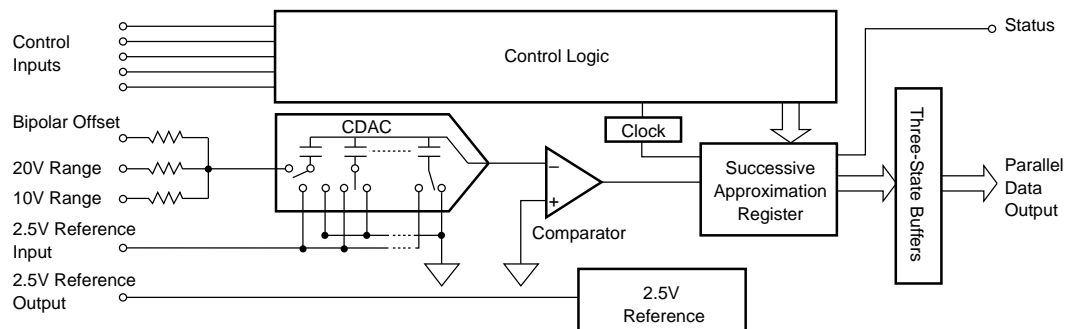 Control
Inputs
Control Logic
Status
Bipolar Offset
20V Range
10V Range
2.5V Reference
Input
2.5V Reference
Output
CDAC
–
+
Comparator
Clock
Successive
Approximation
Register
Three-State Buffers
Parallel
Data
Output
2.5V
Reference